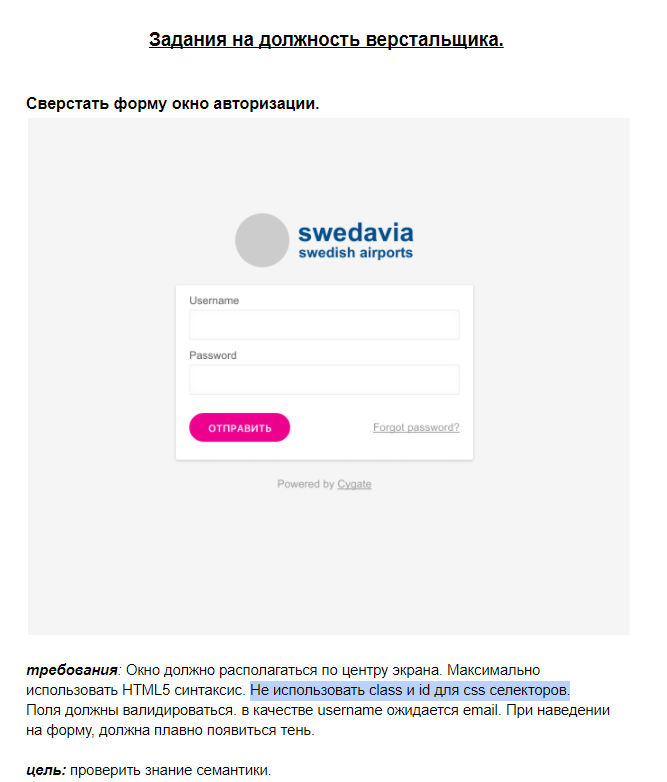 Задания на должность верстальщика.
Сверстать форму окно авторизации.
swedavia
swedish airports
Username
Password
ОТПРАВИТЬ
Forgot password?
Powered by Cygate
требования: Окно должно располагаться по центру экрана. Максимально
использовать HTML5 синтаксис. Не использовать class и id для css селекторов.
Поля должны валидироваться. в качестве username ожидается email. При наведении
на форму, должна плавно появиться тень.
цель: проверить знание семантики.